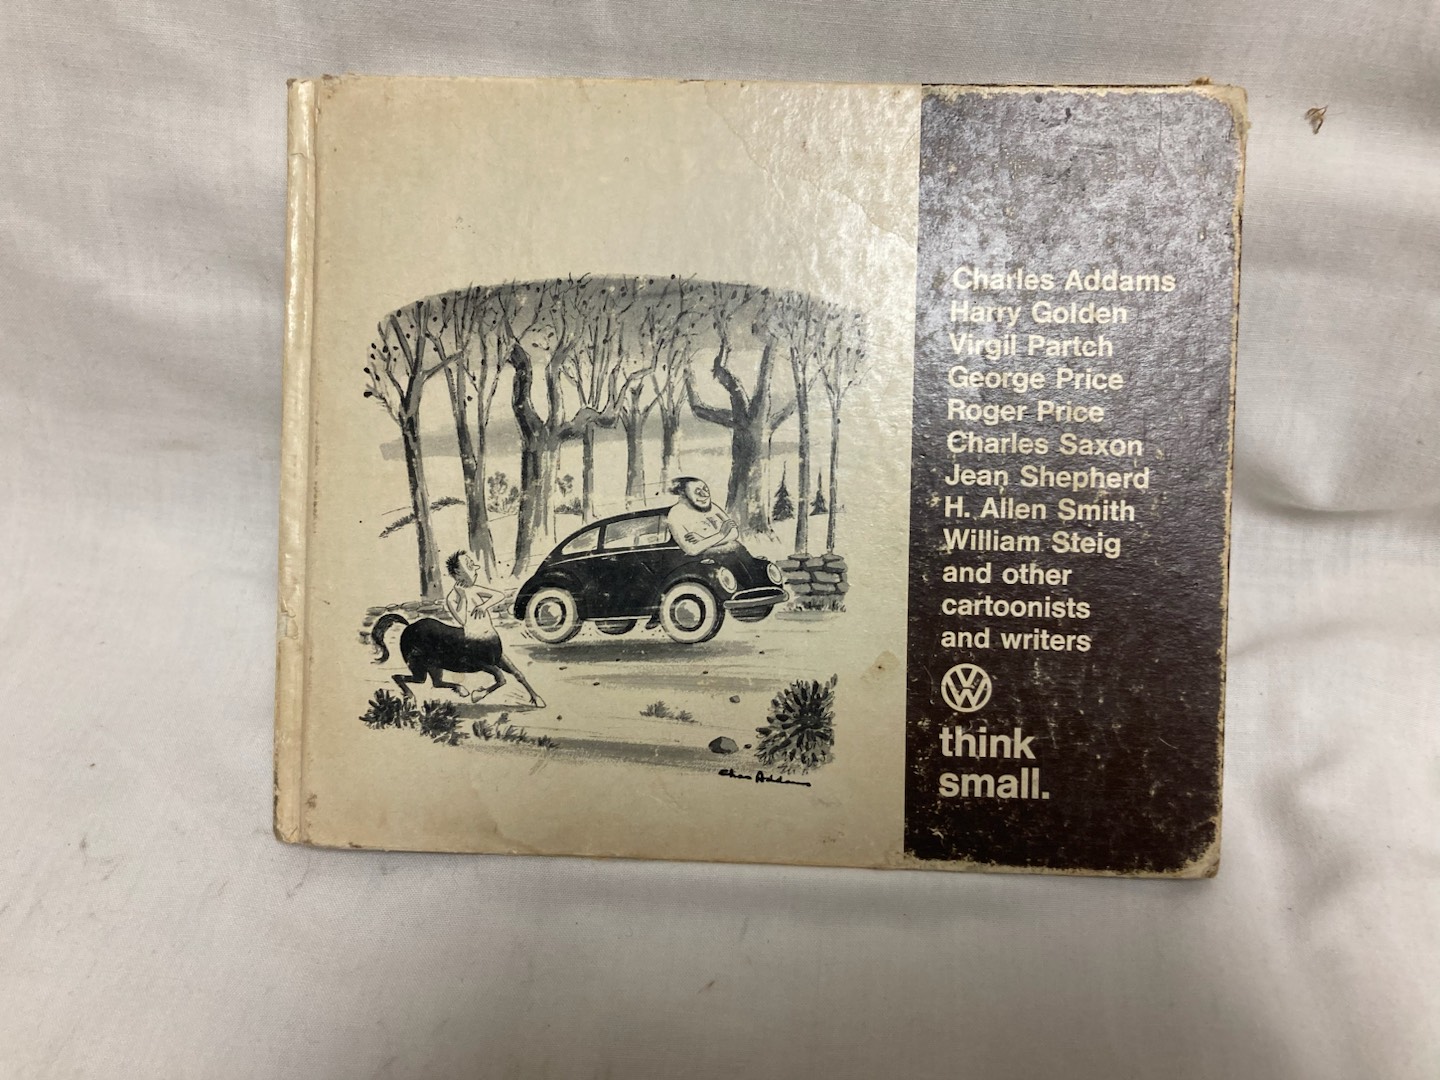 Charles Addams
Harry Golden
Virgil Partch
George Price
Roger Price
Charles Saxon
Jean Shepherd
H. Allen Smith
William Steig
and other
cartoonists
and writers
VW
think
small.
Chas Addams